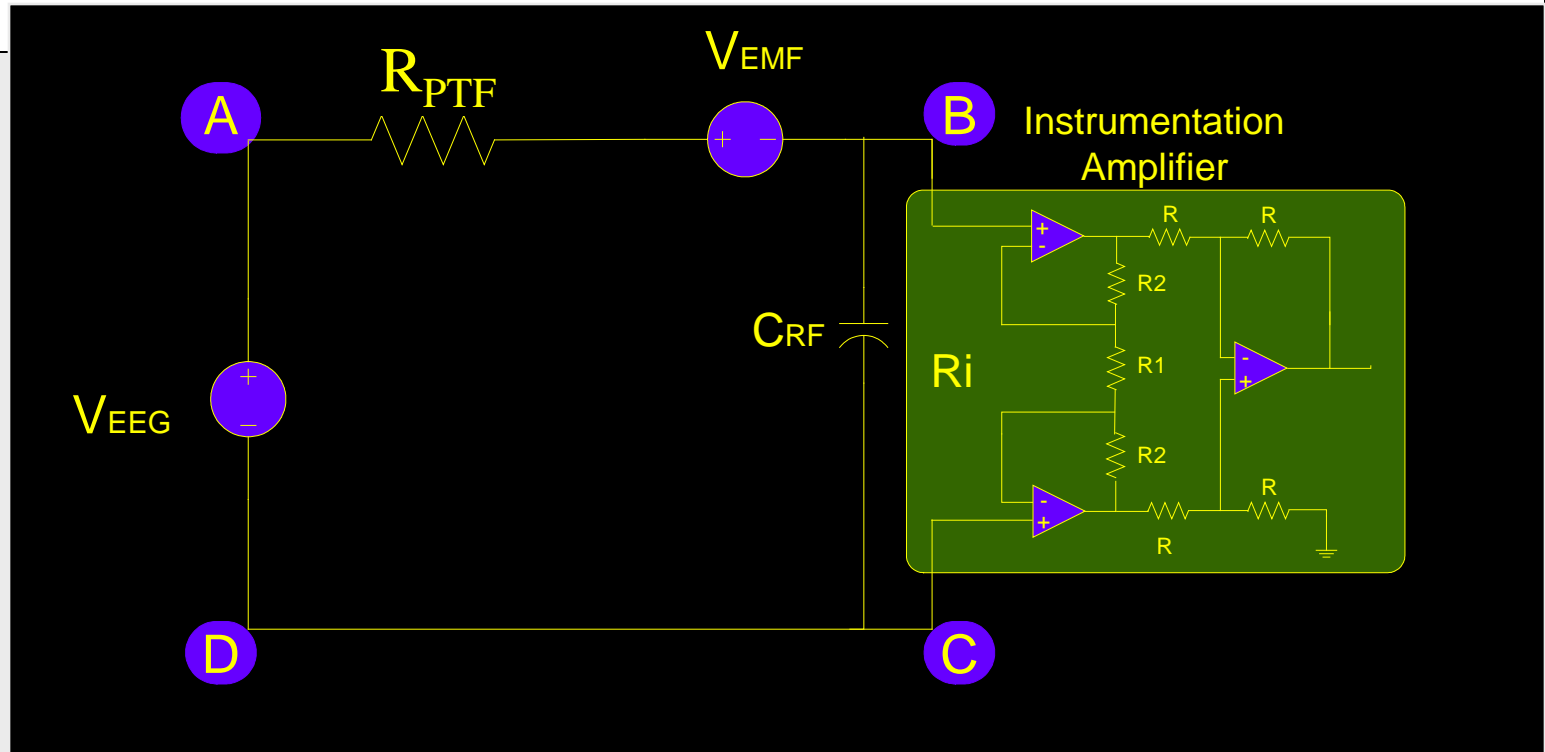 VEMF
RPTF
A
B
Instrumentation
Amplifier
+ -
R
R
+
-
R2
CRF
Ri
R1
-
+
+
-
VEEG
R2
-
+
R
R
D
C